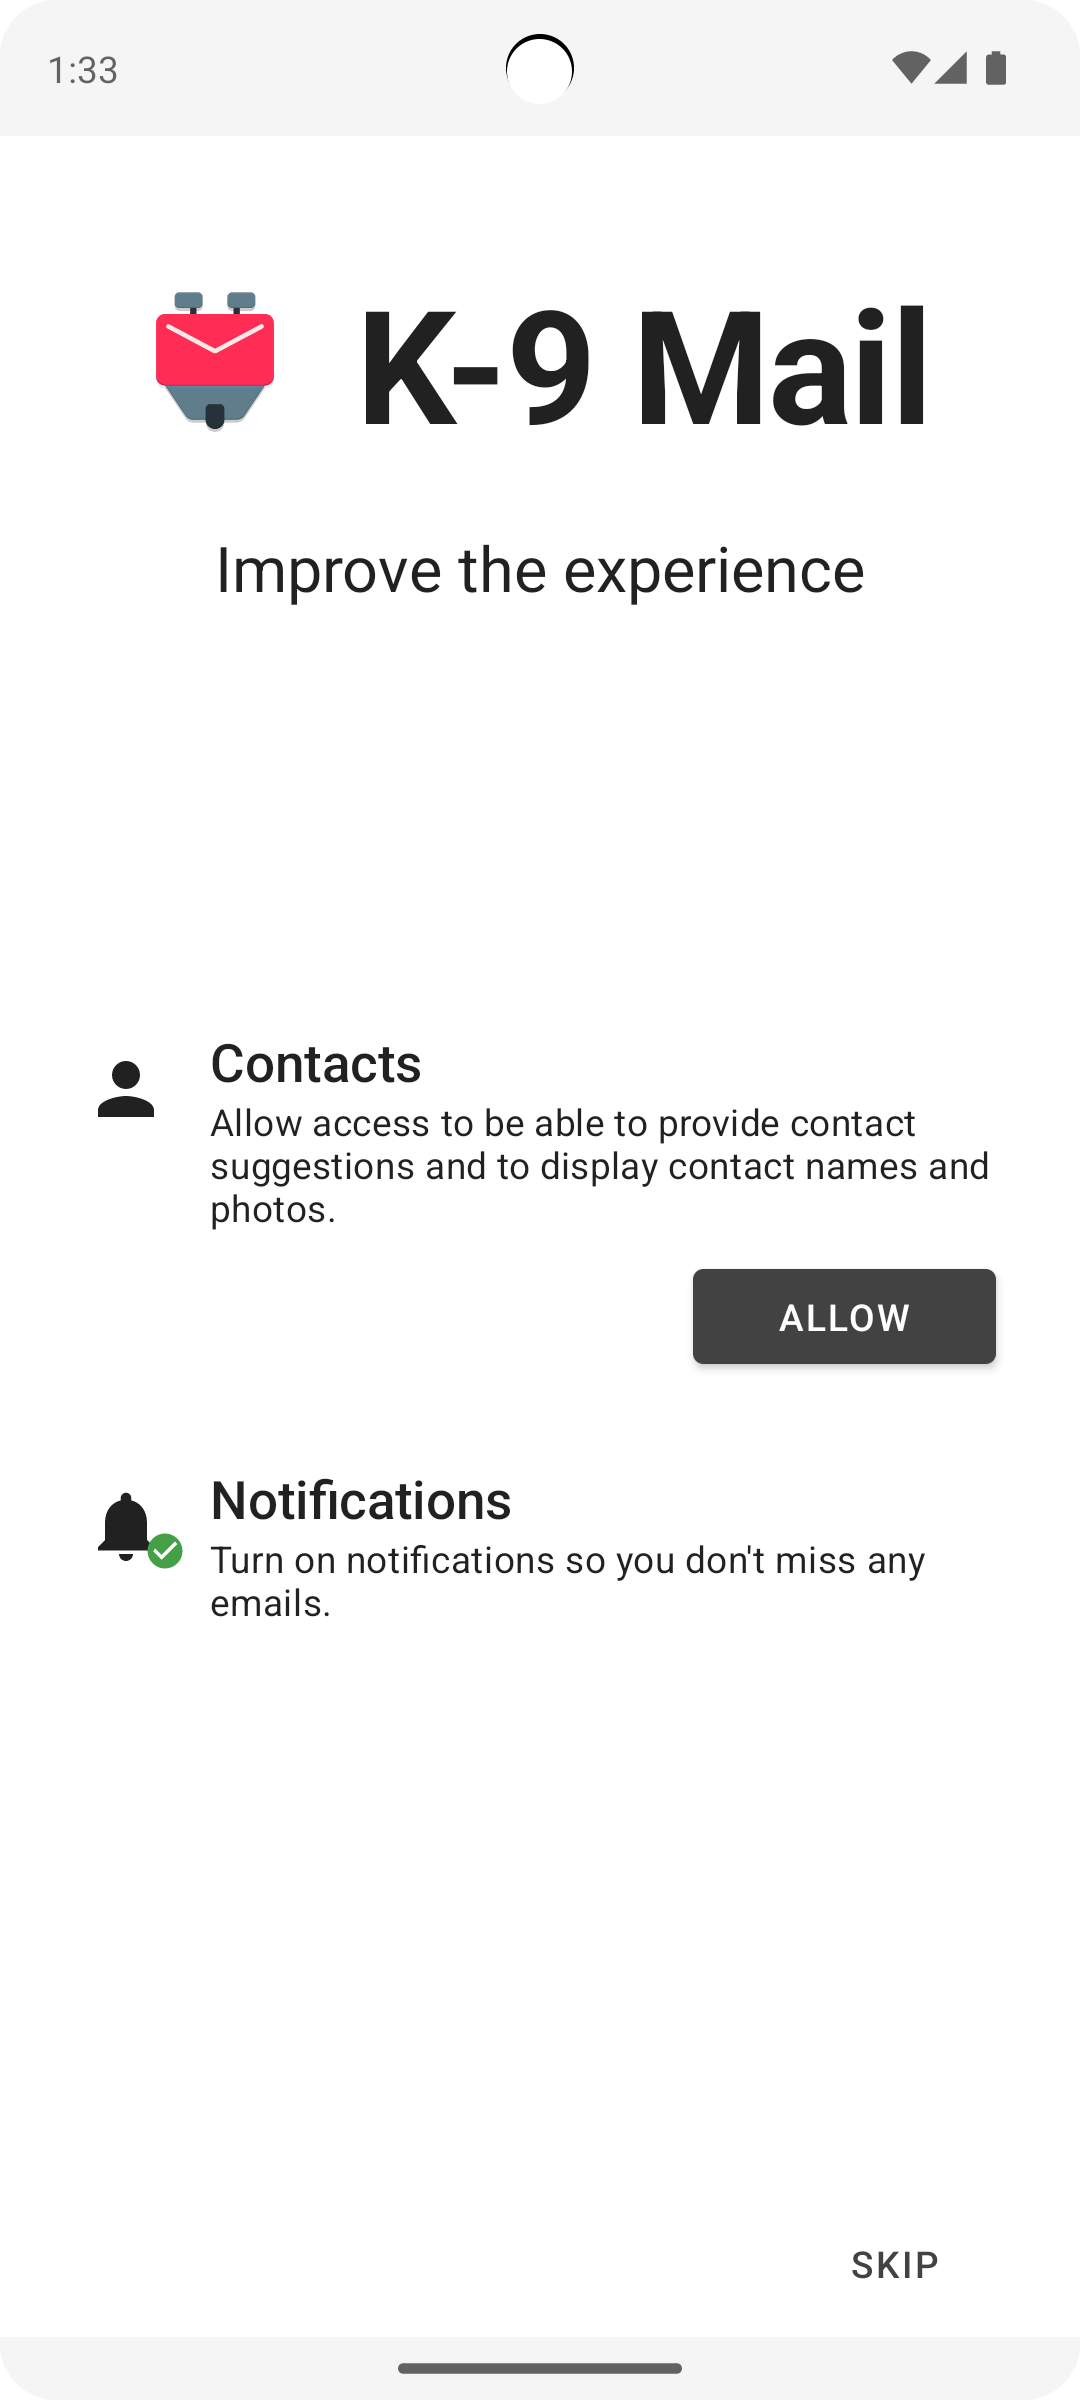 1:33
K-9 Mail
Improve the experience
Contacts
Allow access to be able to provide contact
suggestions and to display contact names and
photos.
ALLOW
Notifications
Turn on notifications so you don't miss any
emails.
SKIP